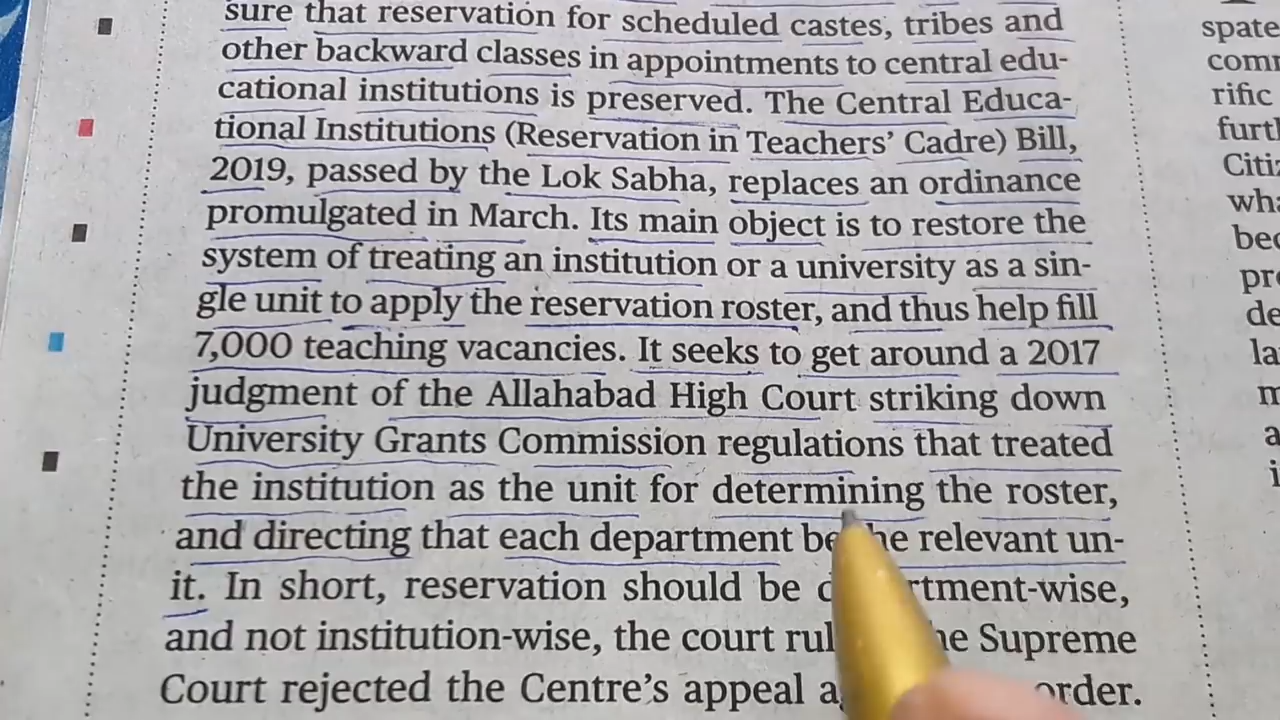 sure that reservation for scheduled castes, tribes and
other backward classes in appointments to central edu-
cational institutions is preserved. The Central Educa-
tional Institutions (Reservation in Teachers' Cadre) Bill,
2019, passed by the Lok Sabha, replaces an ordinance
promulgated in March. Its main object is to restore the
system of treating an institution or a university as a sin-
gle unit to apply the reservation roster, and thus help fill
7,000 teaching vacancies. It seeks to get around a 2017
judgment of the Allahabad High Court striking down
University Grants Commission regulations that treated
the institution as the unit for determining the roster,
and directing that each department be relevant un-
it. In short, reservation should be
and not institution-wise, the court Supreme
Court rejected the Centre's appeal order.
spate
rific